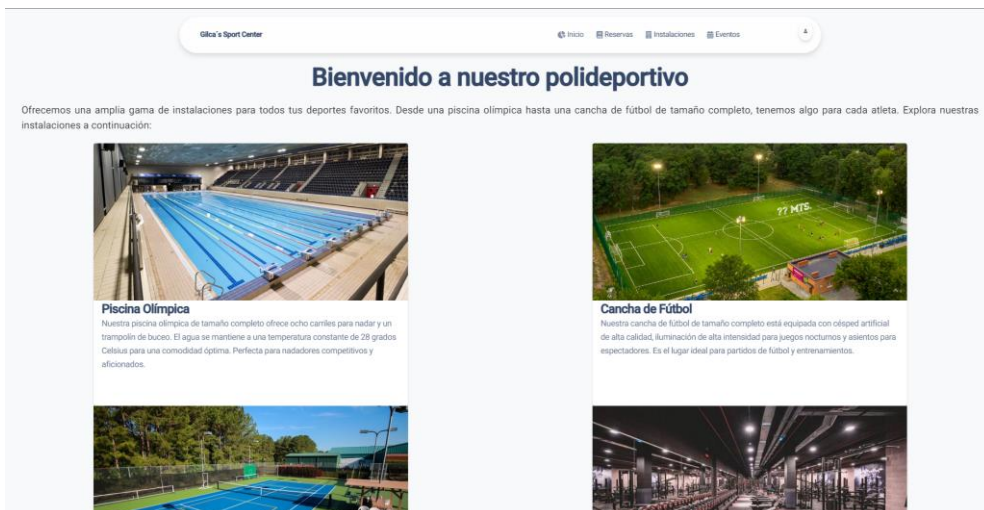 Gilca´s Sport Center
Inicio
Reservas
Instalaciones
Eventos
Bienvenido a nuestro polideportivo
Ofrecemos una amplia gama de instalaciones para todos tus deportes favoritos. Desde una piscina olímpica hasta una cancha de fútbol de tamaño completo, tenemos algo para cada atleta. Explora nuestras
instalaciones a continuación:
Piscina Olímpica
Nuestra piscina olímpica de tamaño completo ofrece ocho carriles para nadar y un
trampolín de buceo. El agua se mantiene a una temperatura constante de 28 grados
Celsius para una comodidad óptima. Perfecta para nadadores competitivos y
aficionados.
?? MTS.
Cancha de Fútbol
Nuestra cancha de fútbol de tamaño completo está equipada con césped artificial
de alta calidad, iluminación de alta intensidad para juegos nocturnos y asientos para
espectadores. Es el lugar ideal para partidos de fútbol y entrenamientos.